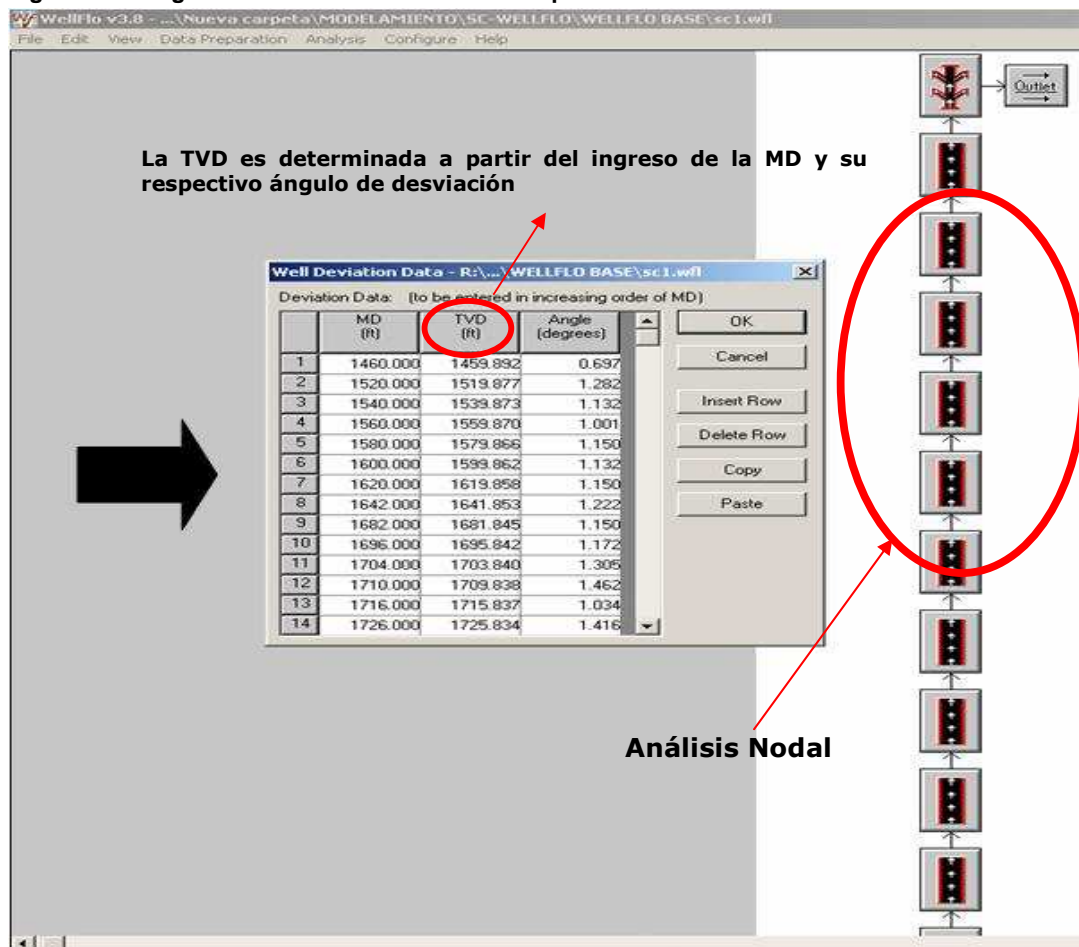 WellFlo v3.8 - ...\Nueva carpeta\MODELAMIENTO\SC-WELLFLO\WELLFLO BASE\sc1.wfl
File Edit View Data Preparation Analysis Configure Help
Outlet
La TVD es determinada a partir del ingreso de la MD y su
respectivo ángulo de desviación
Well Deviation Data - R:\...\WELLFLO BASE\sc1.wfl
Deviation Data: (to be entered in increasing order of MD)
MD (ft) TVD (ft) Angle (degrees)
1 1460.000 1459.892 0.697
2 1520.000 1519.877 1.282
3 1540.000 1539.873 1.132
4 1560.000 1559.870 1.001
5 1580.000 1579.866 1.150
6 1600.000 1599.862 1.132
7 1620.000 1619.858 1.150
8 1642.000 1641.853 1.222
9 1682.000 1681.845 1.150
10 1696.000 1695.842 1.172
11 1704.000 1703.840 1.305
12 1710.000 1709.838 1.462
13 1716.000 1715.837 1.034
14 1726.000 1725.834 1.416
OK
Cancel
Insert Row
Delete Row
Copy
Paste
Análisis Nodal